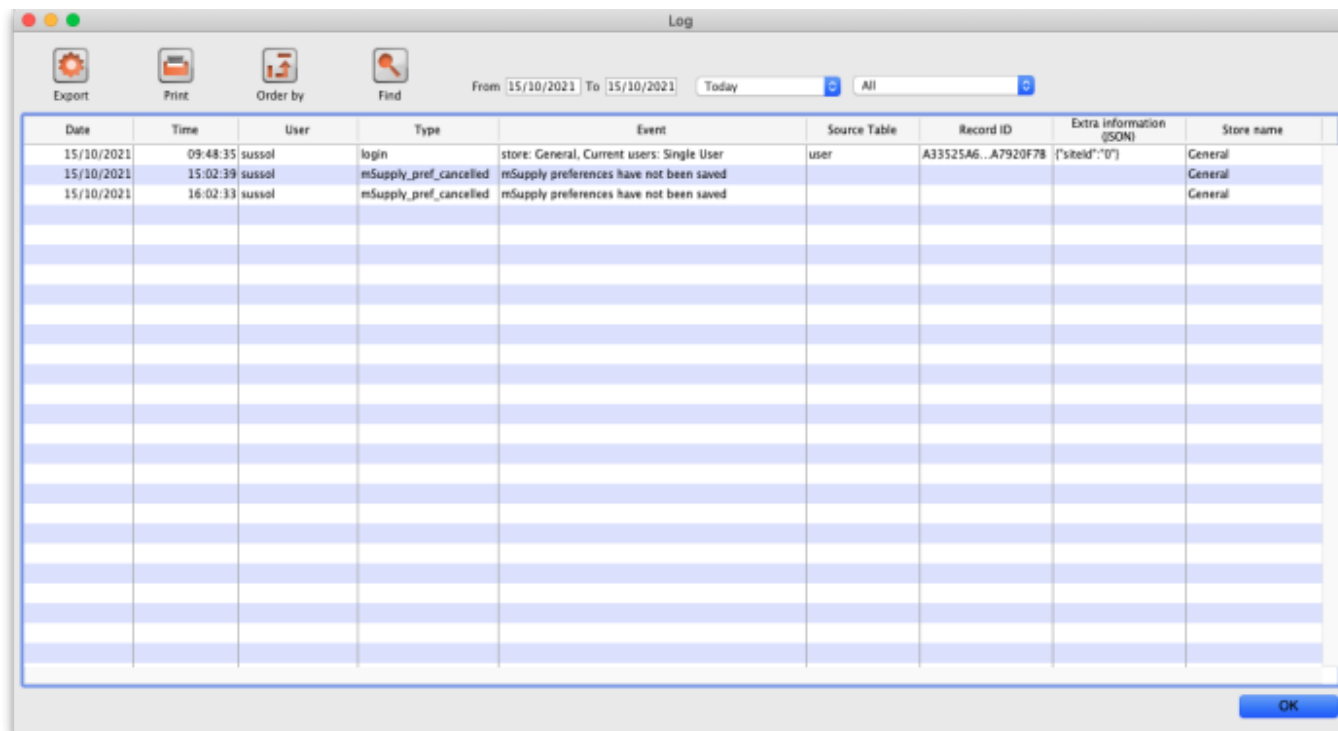 Log
Export Print Order by Find From 15/10/2021 To 15/10/2021 Today All
Date Time User Type Event Source Table Record ID Extra information (JSON) Store name
15/10/2021 09:48:35 sussol login store: General, Current users: Single User user A33525A6...A7920F7B {"siteId":"0"} General
15/10/2021 15:02:39 sussol mSupply_pref_cancelled mSupply preferences have not been saved General
15/10/2021 16:02:33 sussol mSupply_pref_cancelled mSupply preferences have not been saved General
OK